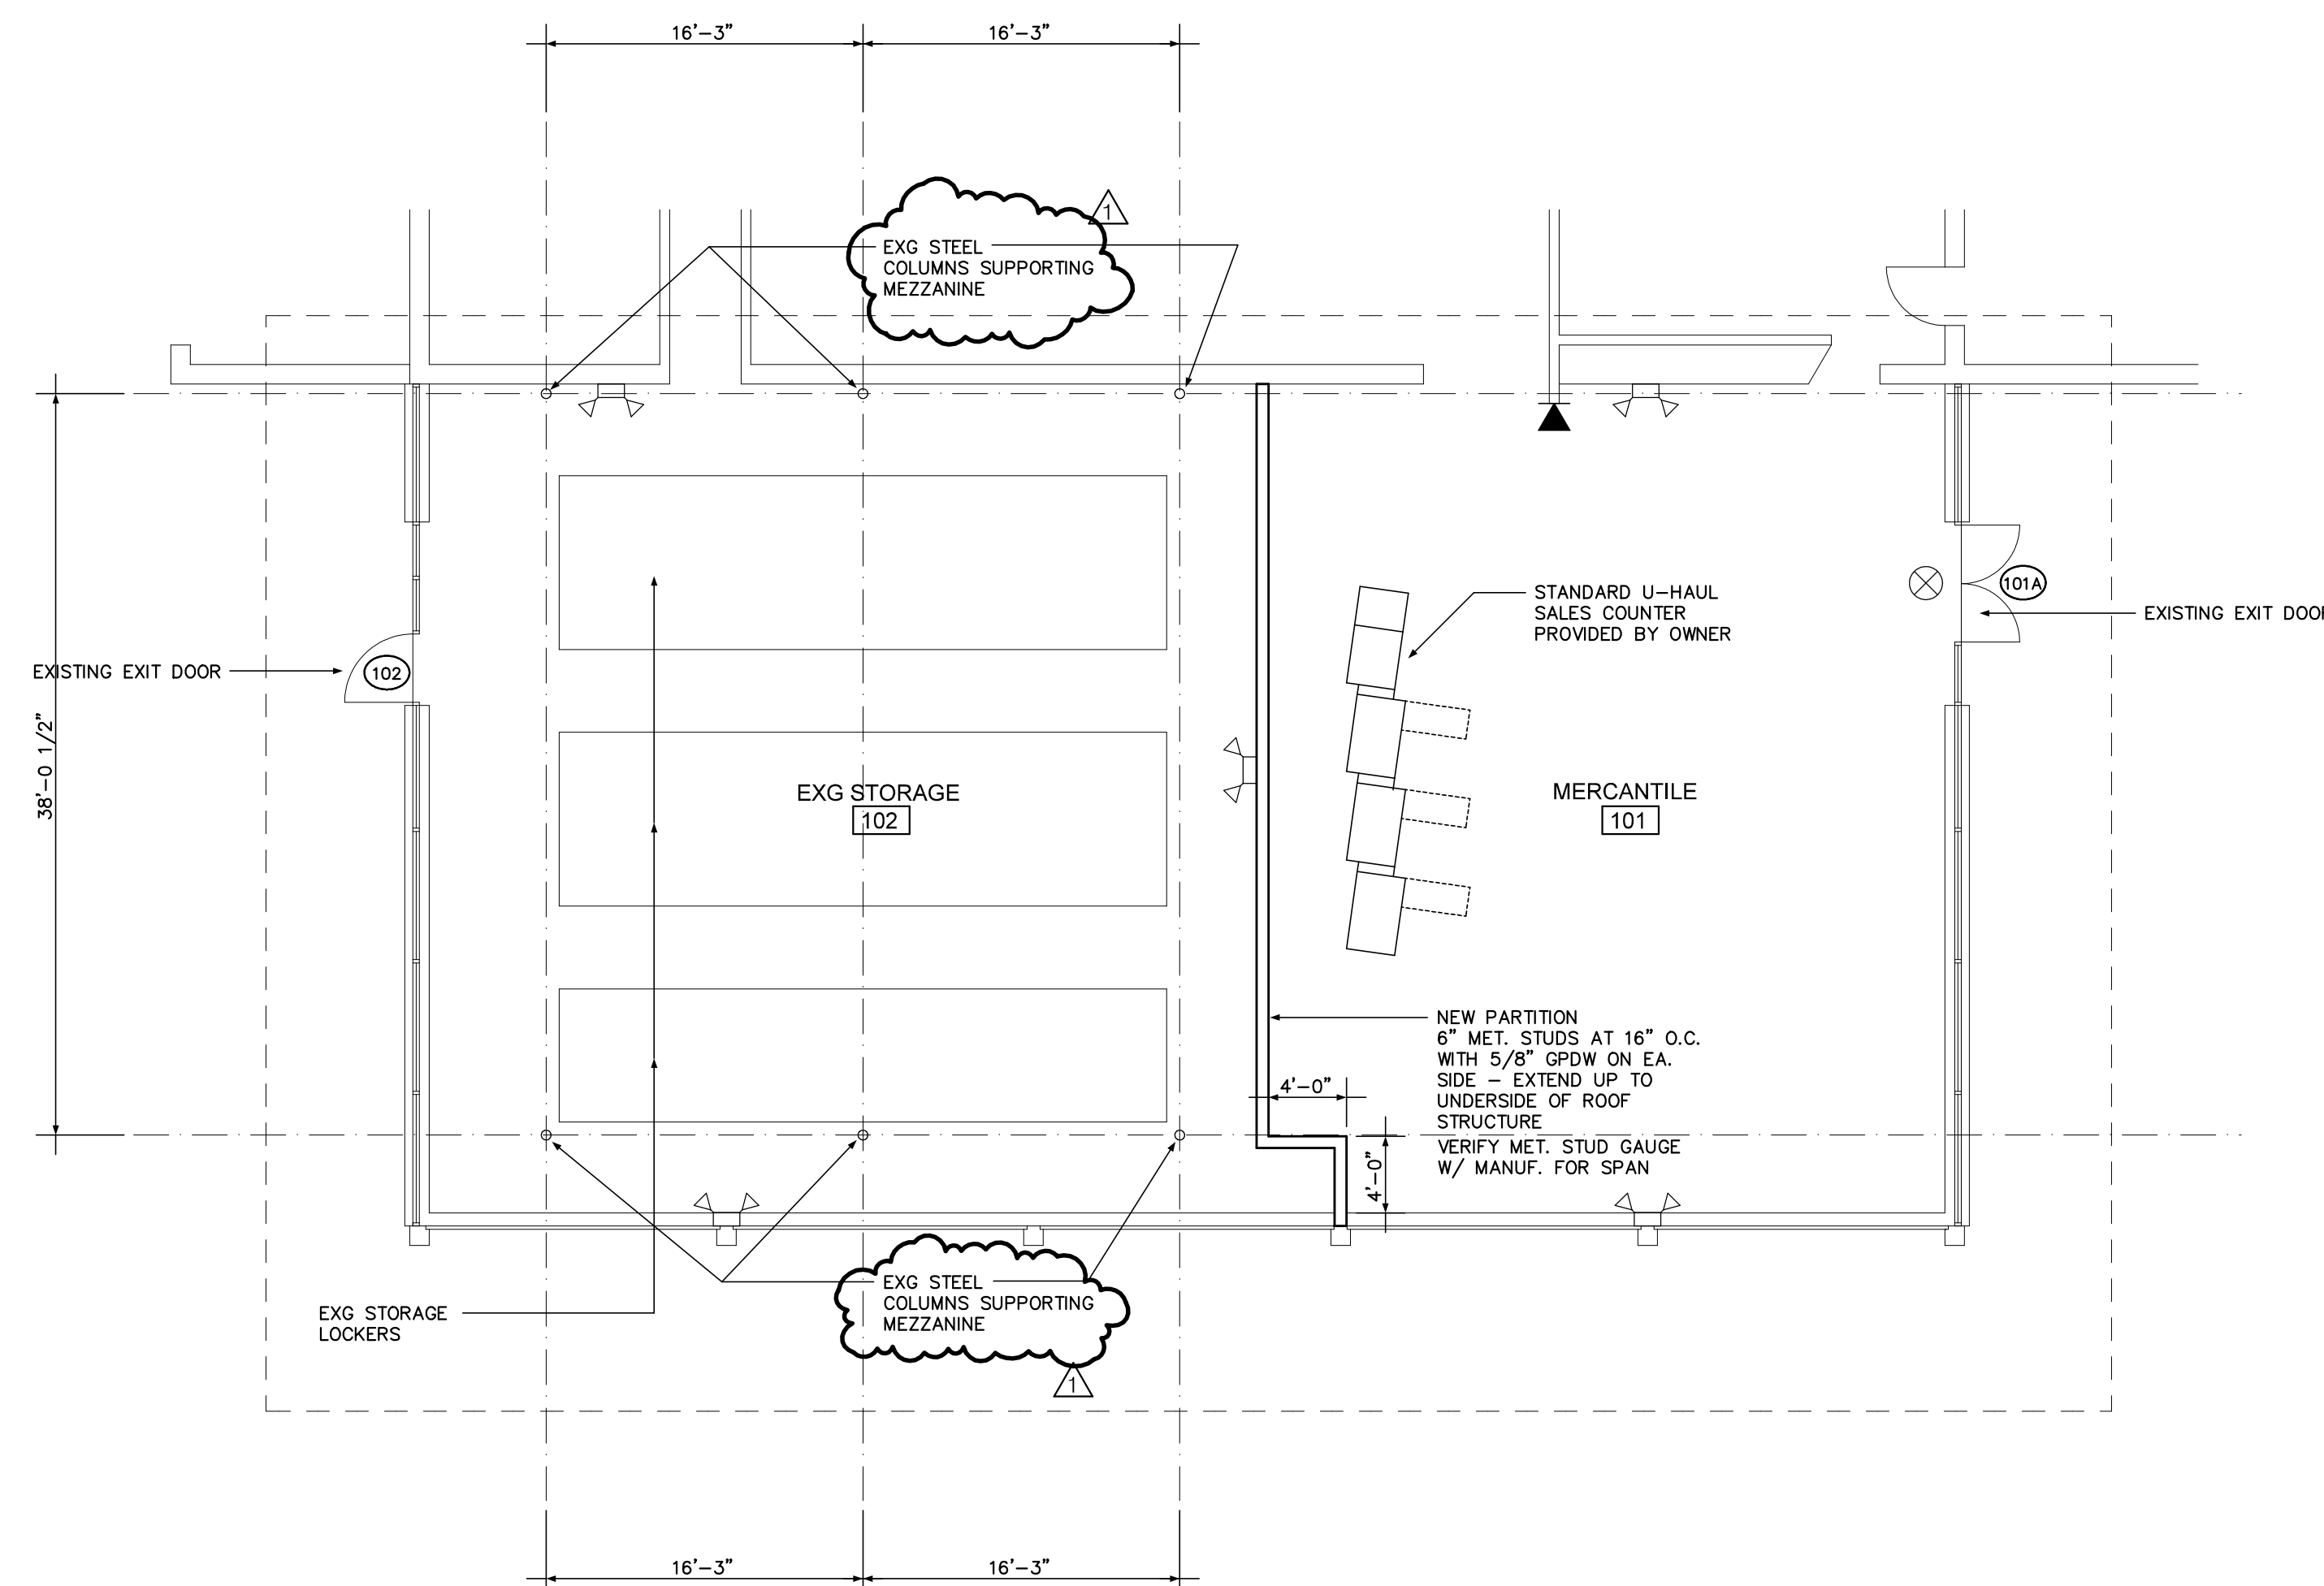 16'-3" 16'-3"
1
EXG STEEL
COLUMNS SUPPORTING
MEZZANINE
STANDARD U-HAUL
SALES COUNTER
PROVIDED BY OWNER
101A
EXISTING EXIT DOOR
EXISTING EXIT DOOR
102
38'-0 1/2"
EXG STORAGE
102
MERCANTILE
101
NEW PARTITION
6" MET. STUDS AT 16" O.C.
WITH 5/8" GPDW ON EA.
SIDE - EXTEND UP TO
UNDERSIDE OF ROOF
STRUCTURE
VERIFY MET. STUD GAUGE
W/ MANUF. FOR SPAN
4'-0"
4'-0"
EXG STEEL
COLUMNS SUPPORTING
MEZZANINE
1
EXG STORAGE
LOCKERS
16'-3" 16'-3"